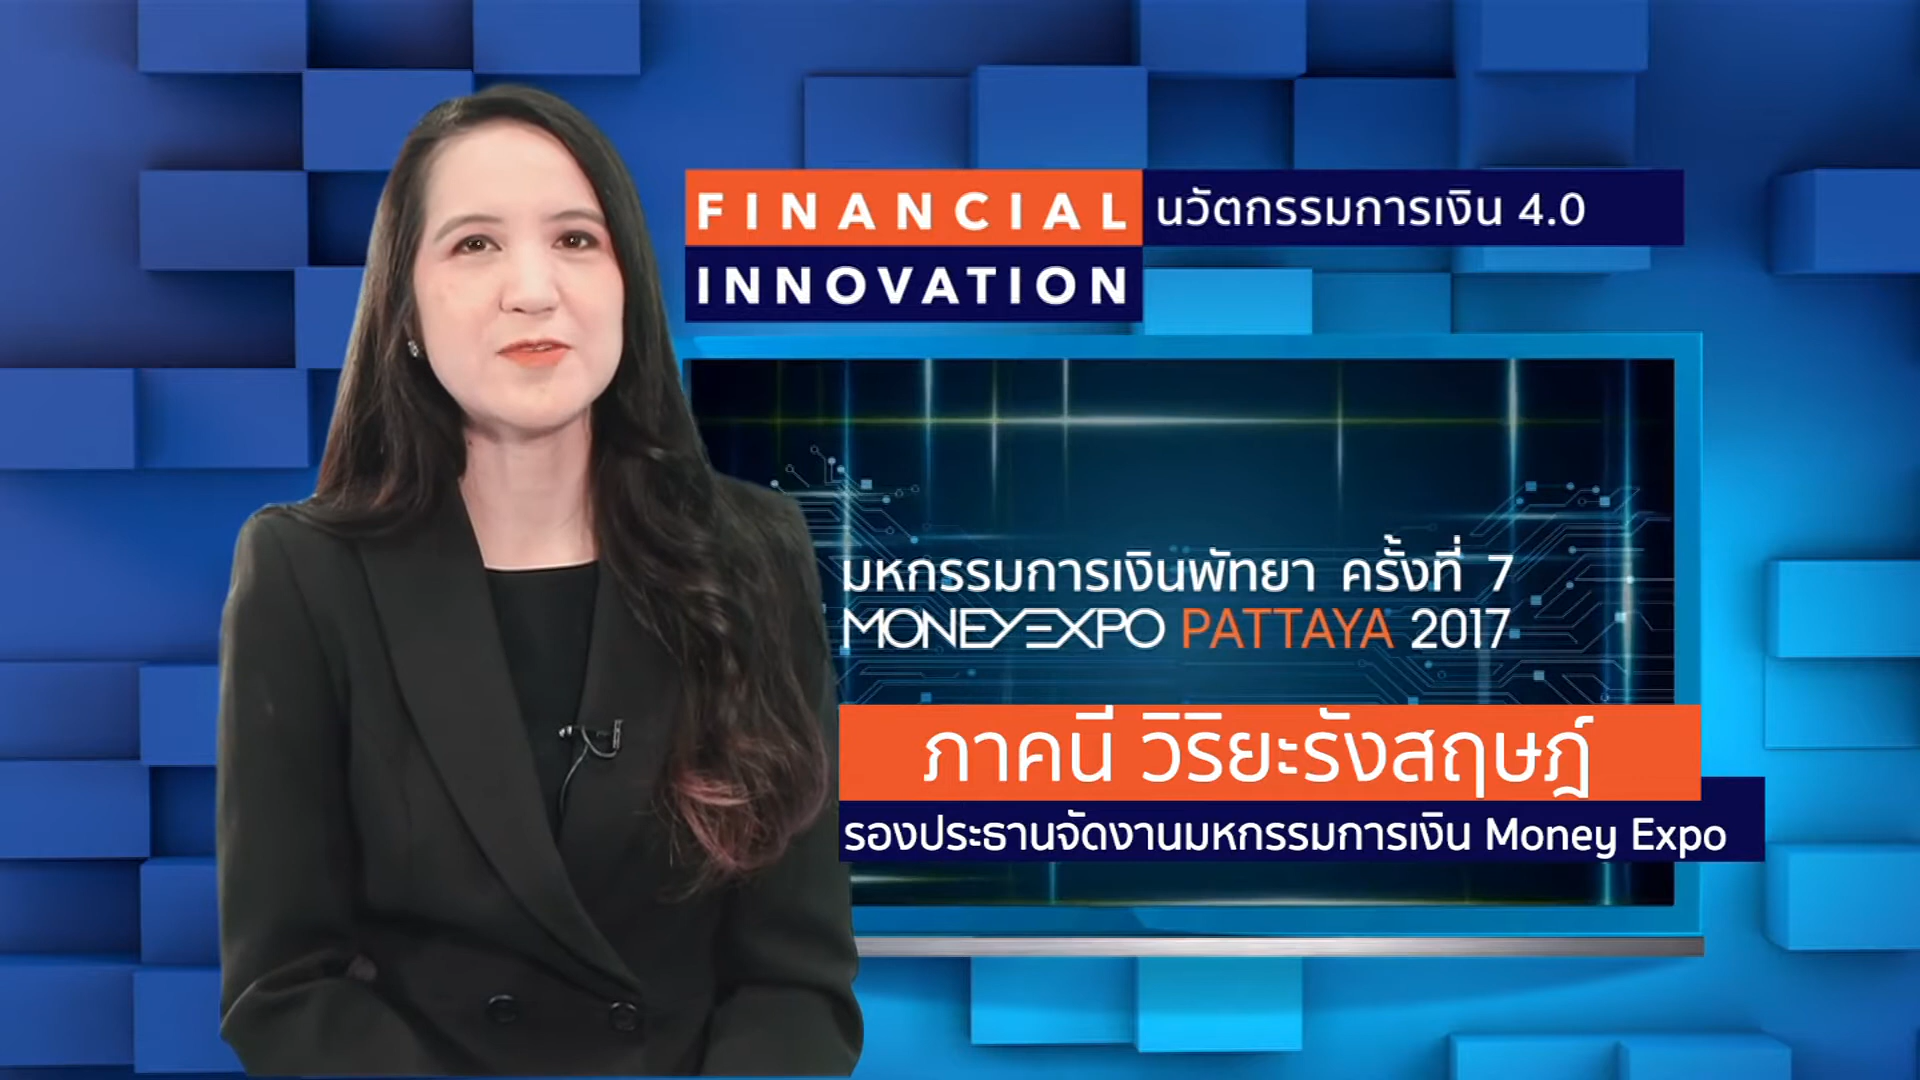 FINANCIAL นวัตกรรมการเงิน 4.0
INNOVATION
มหกรรมการเงินพัทยา ครั้งที่ 7
MONEY EXPO PATTAYA 2017
ภาคนี วิริยะรังสฤษฎ์
รองประธานจัดงานมหกรรมการเงิน Money Expo